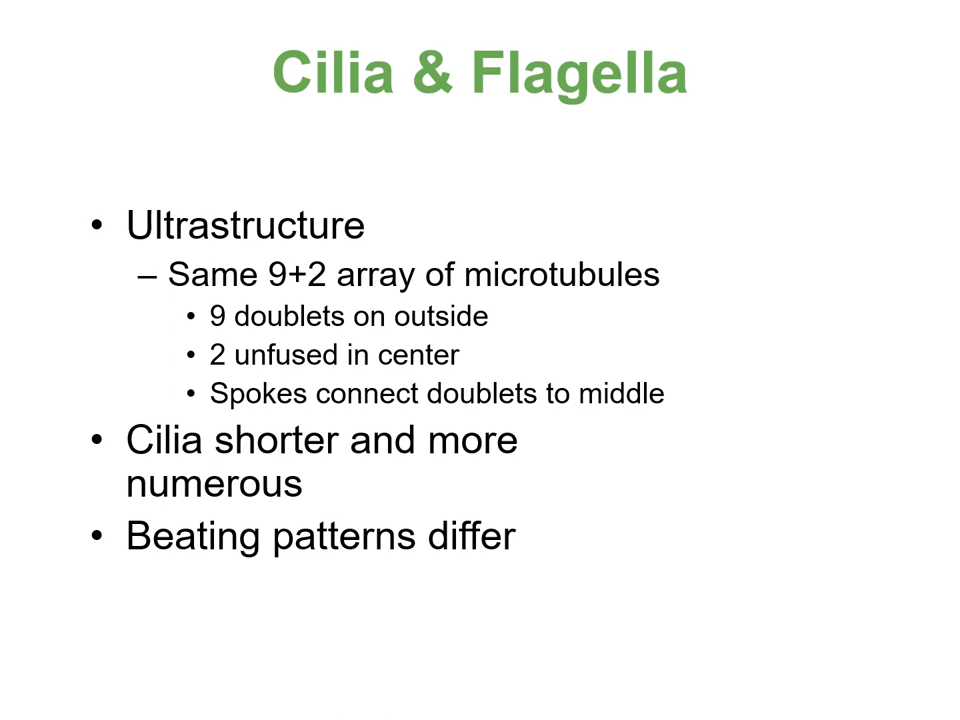 Cilia & Flagella
• Ultrastructure
– Same 9+2 array of microtubules
• 9 doublets on outside
• 2 unfused in center
• Spokes connect doublets to middle
• Cilia shorter and more
numerous
• Beating patterns differ